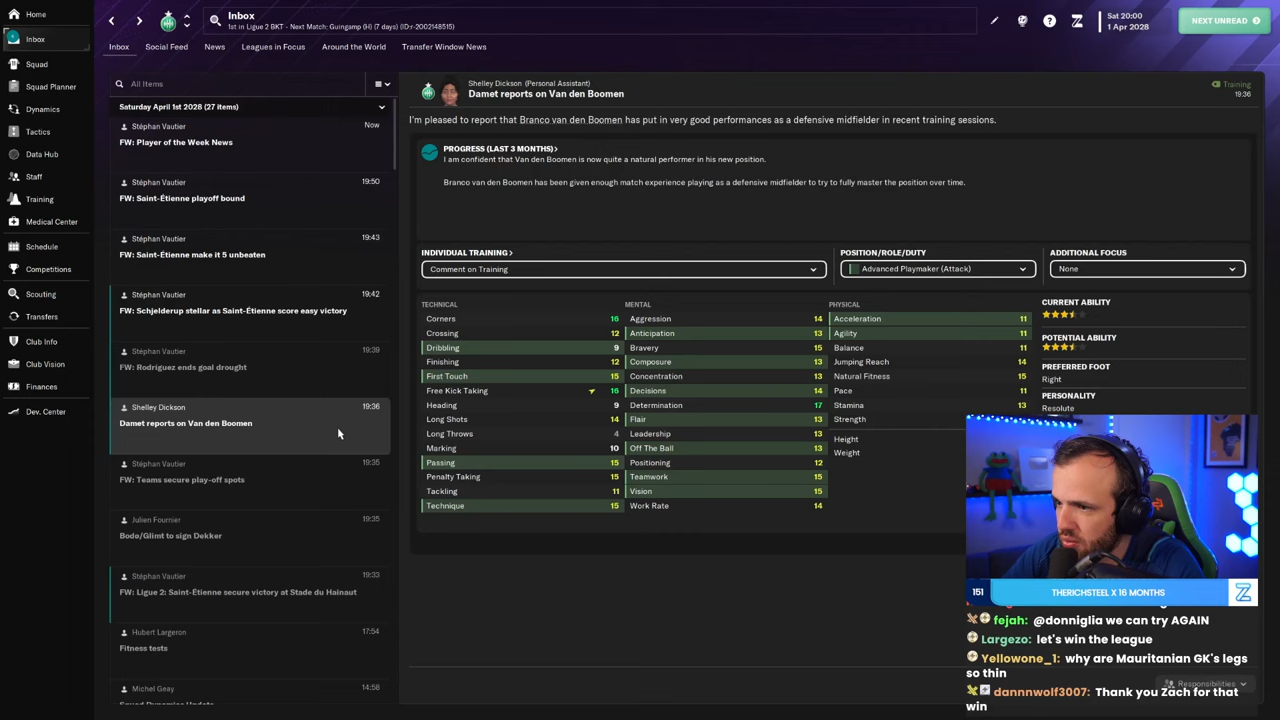 Home
Inbox
Squad
Squad Planner
Dynamics
Tactics
Data Hub
Staff
Training
Medical Center
Schedule
Competitions
Scouting
Transfers
Club Info
Club Vision
Finances
Dev. Center
Inbox
1st in Ligue 2 BKT - Next Match: Guingamp (H) (7 days) (ID:r-2002148515)
Sat 20:00
1 Apr 2028
NEXT UNREAD
Inbox Social Feed News Leagues in Focus Around the World Transfer Window News
All Items
Saturday April 1st 2028 (27 items)
Stéphan Vautier Now
FW: Player of the Week News
Stéphan Vautier 19:50
FW: Saint-Étienne playoff bound
Stéphan Vautier 19:43
FW: Saint-Étienne make it 5 unbeaten
Stéphan Vautier 19:42
FW: Schjelderup stellar as Saint-Étienne score easy victory
Stéphan Vautier 19:39
FW: Rodriguez ends goal drought
Shelley Dickson 19:36
Damet reports on Van den Boomen
Stéphan Vautier 19:35
FW: Teams secure play-off spots
Julien Fournier 19:35
Bodø/Glimt to sign Dekker
Stéphan Vautier 19:33
FW: Ligue 2: Saint-Étienne secure victory at Stade du Hainaut
Hubert Largeron 17:54
Fitness tests
Michel Geay 14:58
Squad Dynamics Update
Shelley Dickson (Personal Assistant)
Damet reports on Van den Boomen
Training
19:36
I'm pleased to report that Branco van den Boomen has put in very good performances as a defensive midfielder in recent training sessions.
PROGRESS (LAST 3 MONTHS)
I am confident that Van den Boomen is now quite a natural performer in his new position.
Branco van den Boomen has been given enough match experience playing as a defensive midfielder to try to fully master the position over time.
INDIVIDUAL TRAINING
Comment on Training
POSITION/ROLE/DUTY
Advanced Playmaker (Attack)
ADDITIONAL FOCUS
None
TECHNICAL
Corners 16
Crossing 12
Dribbling 9
Finishing 12
First Touch 15
Free Kick Taking 16
Heading 9
Long Shots 14
Long Throws 4
Marking 10
Passing 15
Penalty Taking 15
Tackling 11
Technique 15
MENTAL
Aggression 14
Anticipation 13
Bravery 15
Composure 13
Concentration 13
Decisions 14
Determination 17
Flair 13
Leadership 13
Off The Ball 13
Positioning 12
Teamwork 15
Vision 15
Work Rate 14
PHYSICAL
Acceleration 11
Agility 11
Balance 11
Jumping Reach 14
Natural Fitness 15
Pace 11
Stamina 13
Strength
Height
Weight
CURRENT ABILITY
POTENTIAL ABILITY
PREFERRED FOOT
Right
PERSONALITY
Resolute
151 THERICHSTEEL X 16 MONTHS
fejah: @donniglia we can try AGAIN
Largezo: let's win the league
Yellowone_1: why are Mauritanian GK's legs
so thin
dannnwolf3007: Thank you Zach for that
win
Responsibilities